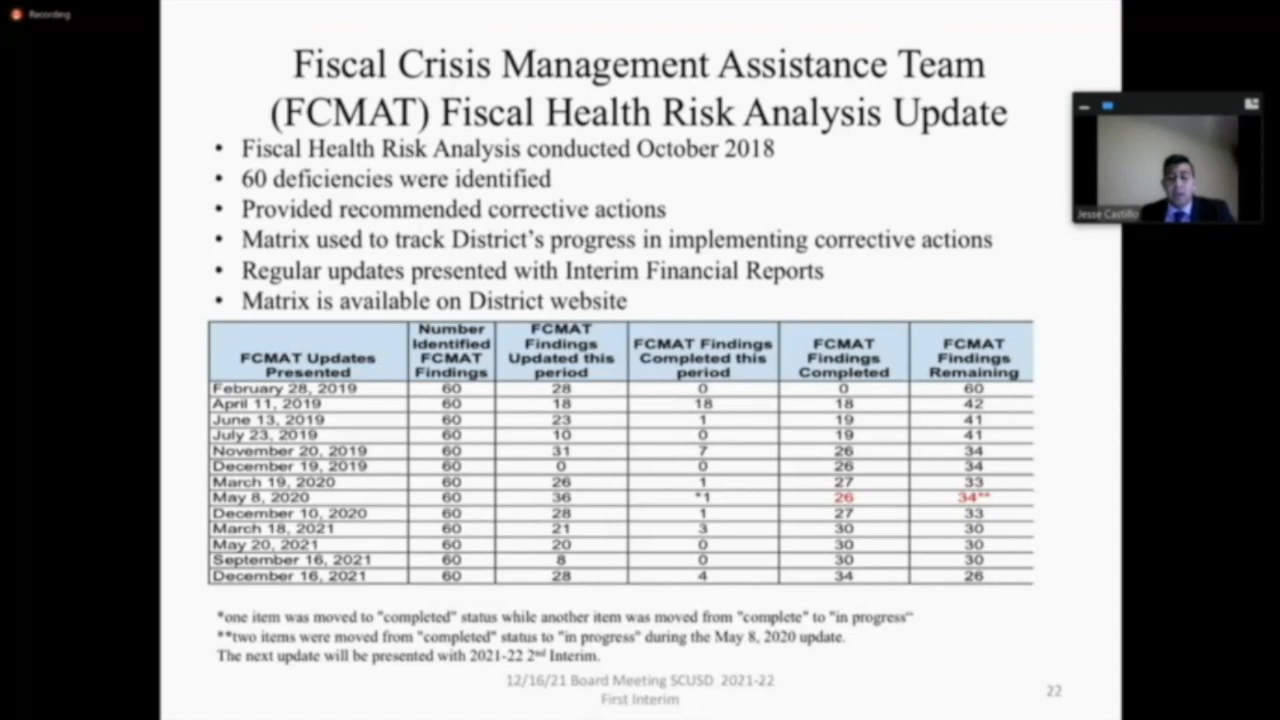 Recording
Fiscal Crisis Management Assistance Team
(FCMAT) Fiscal Health Risk Analysis Update
• Fiscal Health Risk Analysis conducted October 2018
• 60 deficiencies were identified
• Provided recommended corrective actions
• Matrix used to track District's progress in implementing corrective actions
• Regular updates presented with Interim Financial Reports
• Matrix is available on District website
Jesse Castillo
FCMAT Updates Presented | Number Identified FCMAT Findings | FCMAT Findings Updated this period | FCMAT Findings Completed this period | FCMAT Findings Completed | FCMAT Findings Remaining
February 28, 2019 60 28 0 0 60
April 11, 2019 60 18 18 18 42
June 13, 2019 60 23 1 19 41
July 23, 2019 60 10 0 19 41
November 20, 2019 60 31 7 26 34
December 19, 2019 60 0 0 26 34
March 19, 2020 60 26 1 27 33
May 8, 2020 60 36 *1 26 34**
December 10, 2020 60 28 1 27 33
March 18, 2021 60 21 3 30 30
May 20, 2021 60 20 0 30 30
September 16, 2021 60 8 0 30 30
December 16, 2021 60 28 4 34 26
*one item was moved to "completed" status while another item was moved from "complete" to "in progress"
**two items were moved from "completed" status to "in progress" during the May 8, 2020 update.
The next update will be presented with 2021-22 2nd Interim.
12/16/21 Board Meeting SCUSD 2021-22
First Interim
22